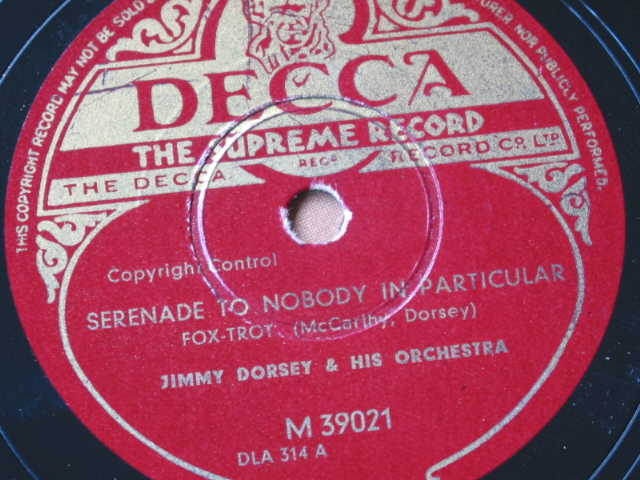 DECCA
THE SUPREME RECORD
THE DECCA RECORD CO. LTD.
REGD
THIS COPYRIGHT RECORD MAY NOT BE SOLD
NOR PUBLICLY PERFORMED.
Copyright Control
SERENADE TO NOBODY IN PARTICULAR
FOX-TROT (McCarthy, Dorsey)
JIMMY DORSEY & HIS ORCHESTRA
M 39021
DLA 314 A